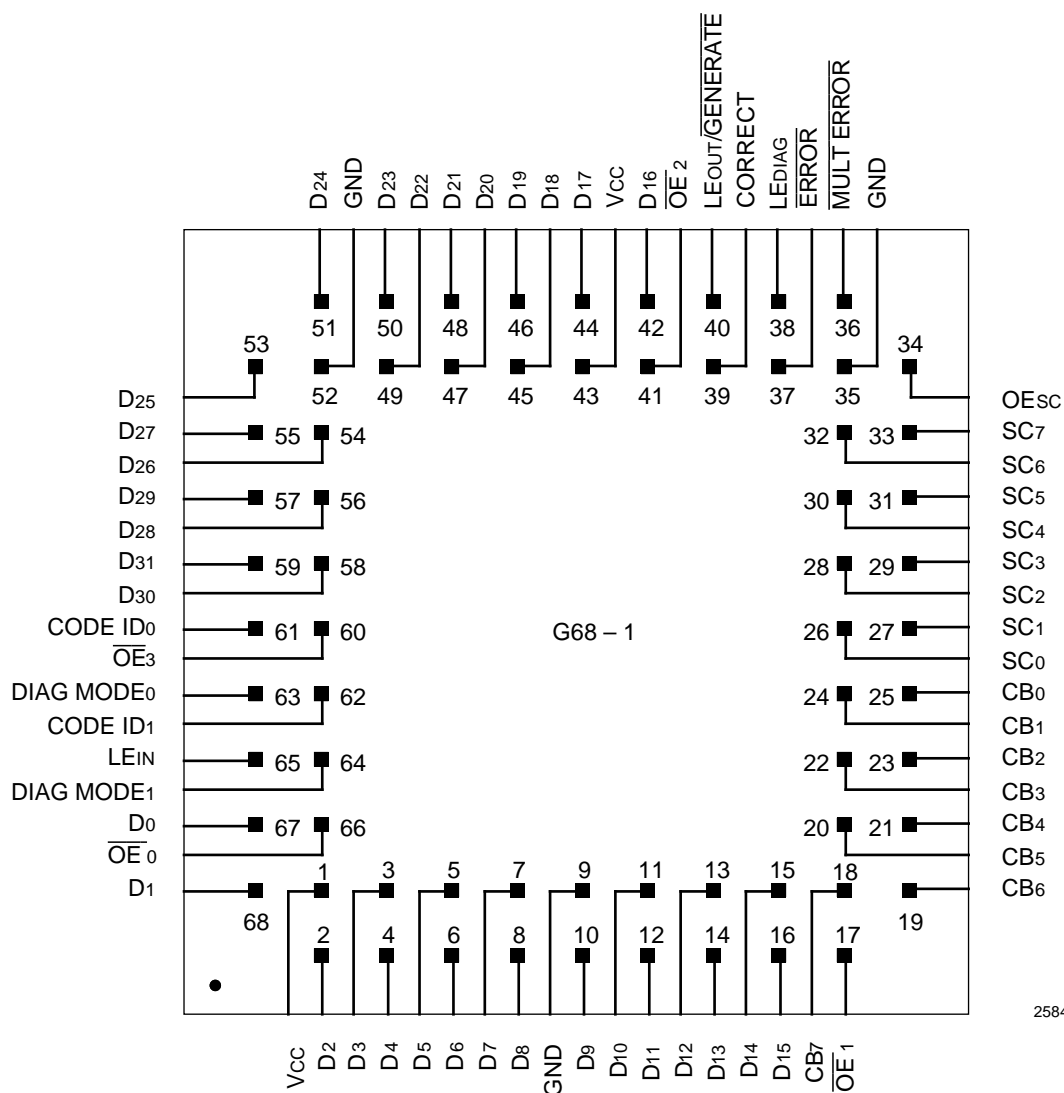 D24
GND
D23
D22
D21
D20
D19
D18
D17
VCC
D16
OE 2
LEOUT/GENERATE
CORRECT
LEDIAG
ERROR
MULT ERROR
GND
51 50 48 46 44 42 40 38 36
53 34
52 49 47 45 43 41 39 37 35
D25 OESC
D27 55 54 32 33 SC7
D26 SC6
D29 57 56 30 31 SC5
D28 SC4
D31 59 58 28 29 SC3
D30 SC2
CODE ID0 61 60 G68 – 1 26 27 SC1
OE3 SC0
DIAG MODE0 63 62 24 25 CB0
CODE ID1 CB1
LEIN 65 64 22 23 CB2
DIAG MODE1 CB3
D0 67 66 20 21 CB4
OE 0 CB5
1 3 5 7 9 11 13 15 18
D1 CB6
68 19
2 4 6 8 10 12 14 16 17
2584
VCC
D2
D3
D4
D5
D6
D7
D8
GND
D9
D10
D11
D12
D13
D14
D15
CB7
OE 1